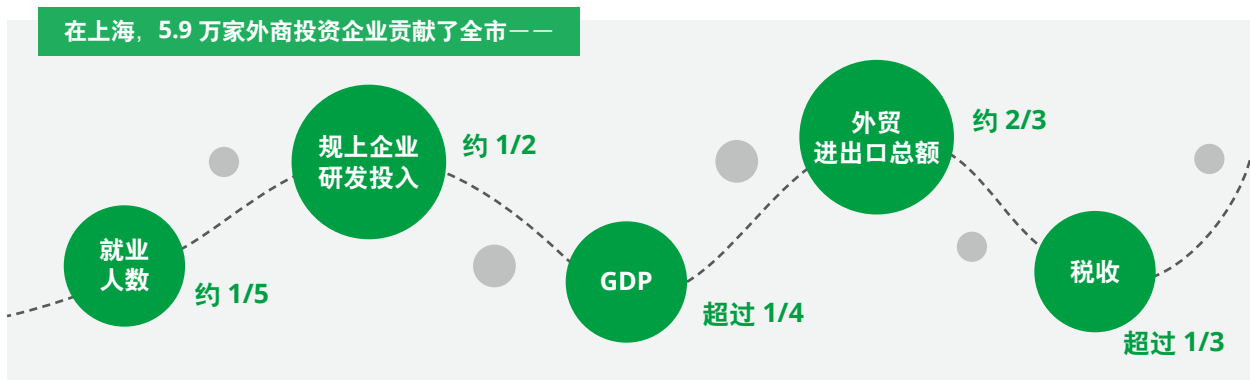 在上海，5.9 万家外商投资企业贡献了全市——
就业
人数
约 1/5
规上企业
研发投入
约 1/2
GDP
超过 1/4
外贸
进出口总额
约 2/3
税收
超过 1/3